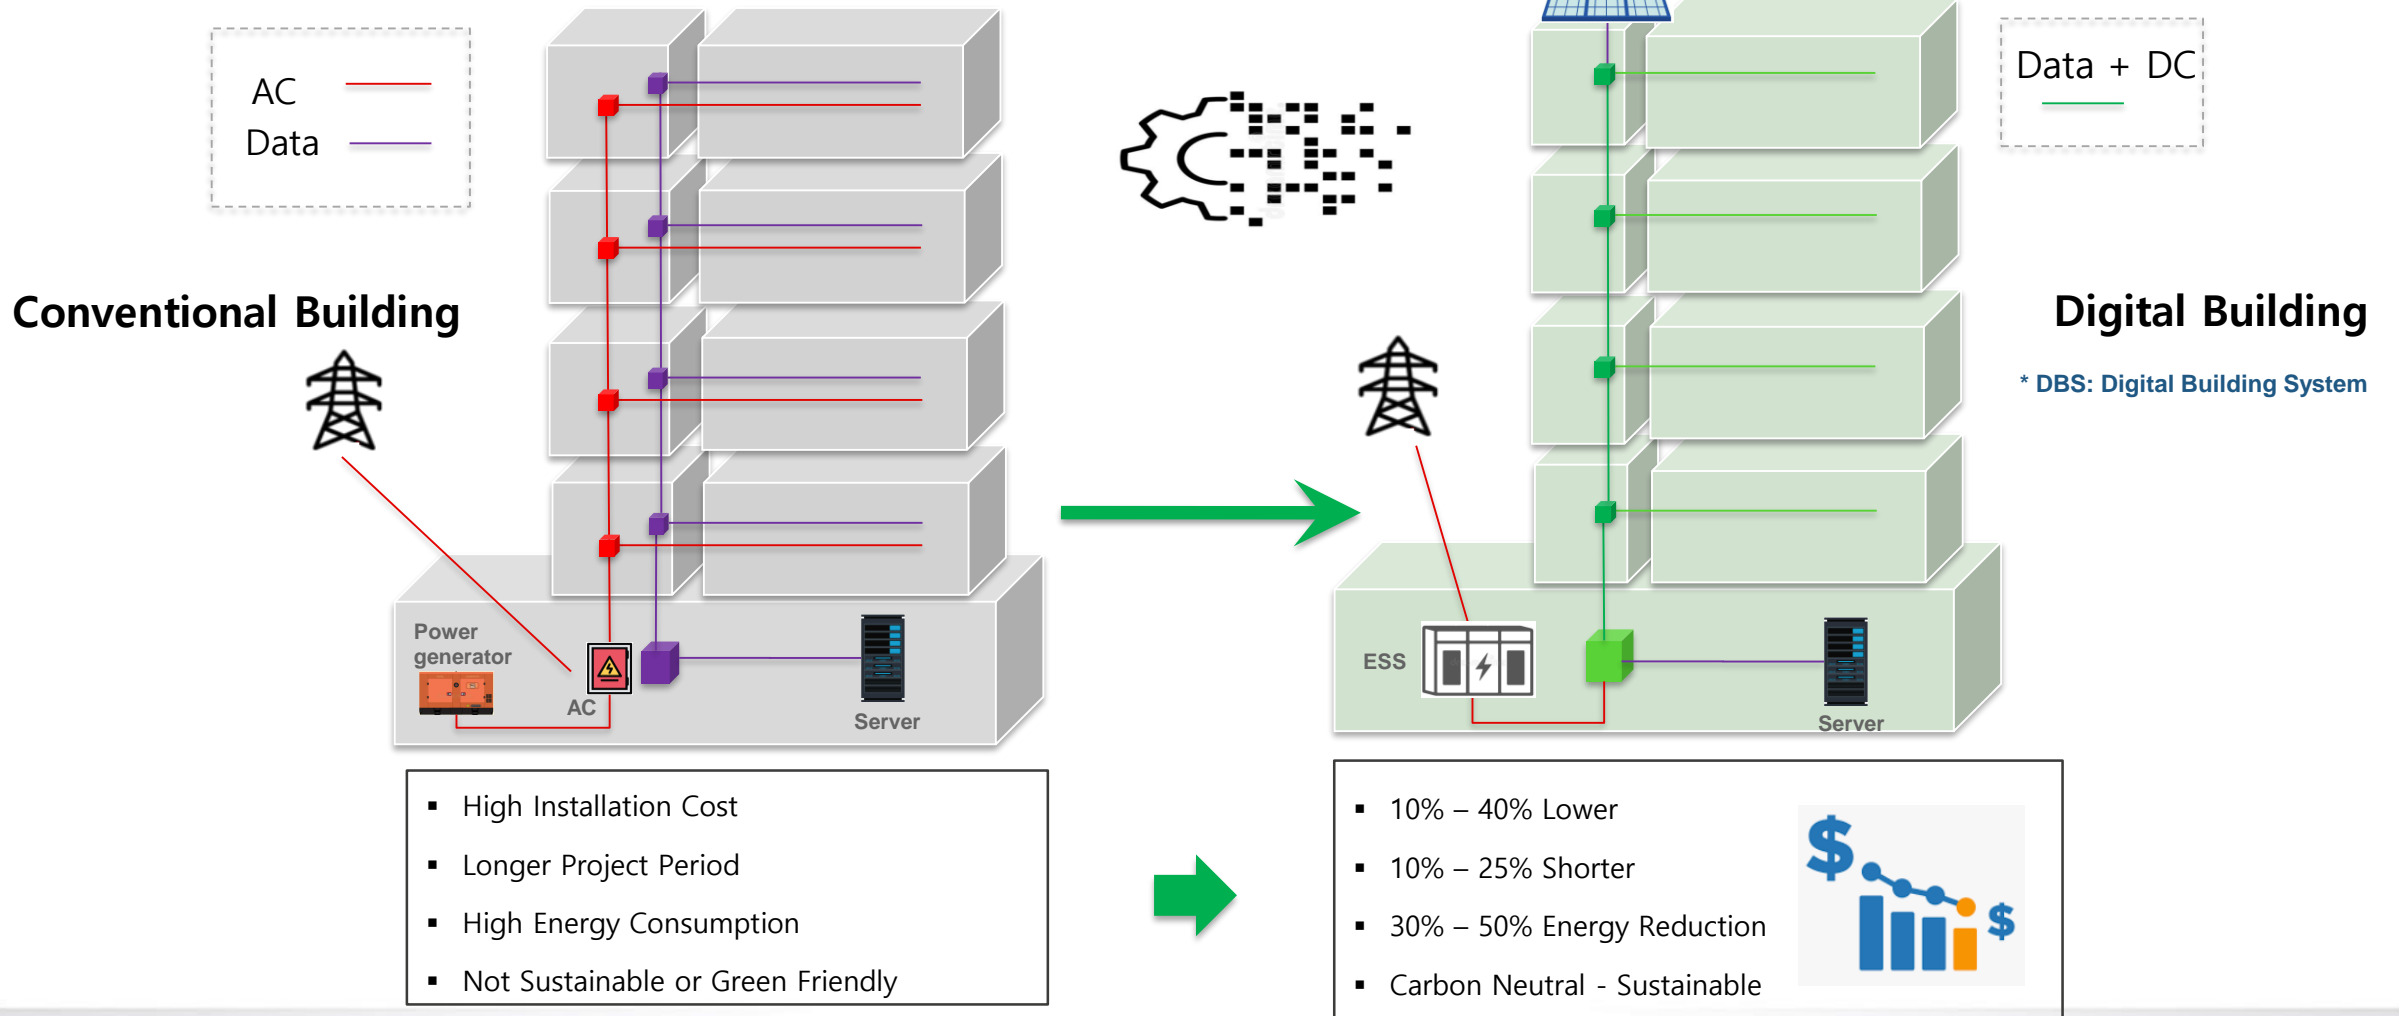 AC
Data
Data + DC
Conventional Building
Digital Building
* DBS: Digital Building System
Power
generator
AC
Server
ESS
Server
▪ High Installation Cost
▪ Longer Project Period
▪ High Energy Consumption
▪ Not Sustainable or Green Friendly
▪ 10% – 40% Lower
▪ 10% – 25% Shorter
▪ 30% – 50% Energy Reduction
▪ Carbon Neutral - Sustainable
$
$